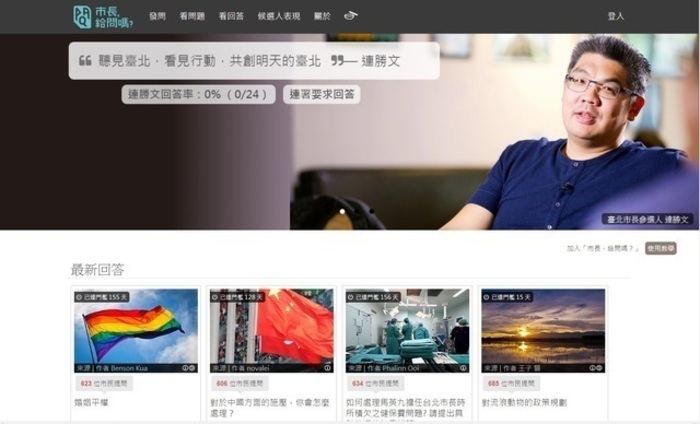 市長,
給問嗎?
發問 看問題 看回答 候選人表現 關於 登入
聽見臺北，看見行動，共創明天的臺北 — 連勝文
連勝文回答率：0% （0/24） 連署要求回答
臺北市長參選人 連勝文
加入「市長，給問嗎？」 使用教學
最新回答
已達門檻 155 天
來源 | 作者 Benson Kua
623 位市民提問
婚姻平權
已達門檻 128 天
來源 | 作者 novalei
606 位市民提問
對於中國方面的施壓，你會怎麼
處理？
已達門檻 156 天
來源 | 作者 Phalinn Ooi
634 位市民提問
如何處理馬英九擔任台北市長時
所積欠之健保費問題? 請提出具
已達門檻 15 天
來源 | 作者 王子
685 位市民提問
對流浪動物的政策規劃